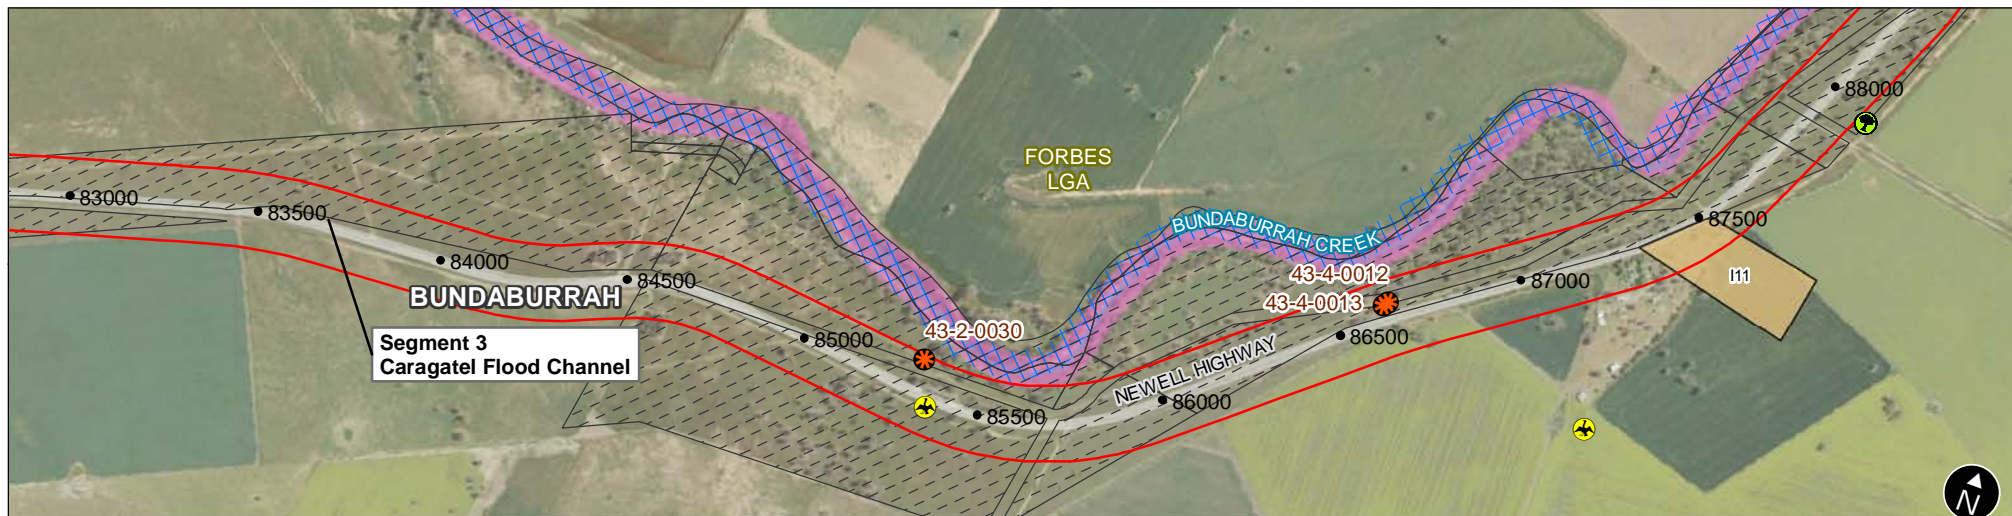 88000
FORBES
LGA
83000
83500
87500
BUNDABURRAH CREEK
84000
43-4-0012
I11
84500
87000
BUNDABURRAH
43-4-0013
43-2-0030
86500
85000
Segment 3
Caragatel Flood Channel
NEWELL HIGHWAY
86000
85500
N